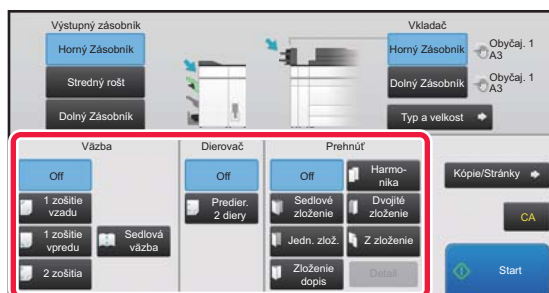 Výstupný zásobník
Horný Zásobník
Stredný rošt
Dolný Zásobník
Vkladač
Horný Zásobník
Obyčaj. 1
A3
Dolný Zásobník
Obyčaj. 1
A3
Typ a velkost
Väzba
Off
1 zošitie
vzadu
1 zošitie
vpredu
Sedlová
väzba
2 zošitia
Dierovač
Off
Predier.
2 diery
Prehnúť
Off
Harmo-
nika
Sedlové
zloženie
Dvojité
zloženie
Jedn. zlož.
Z zloženie
Zloženie
dopis
Detail
Kópie/Stránky
CA
Start